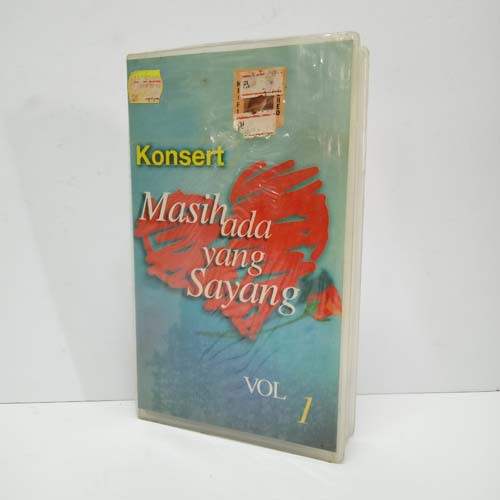 Konsert
Masih ada
yang
Sayang
VOL 1